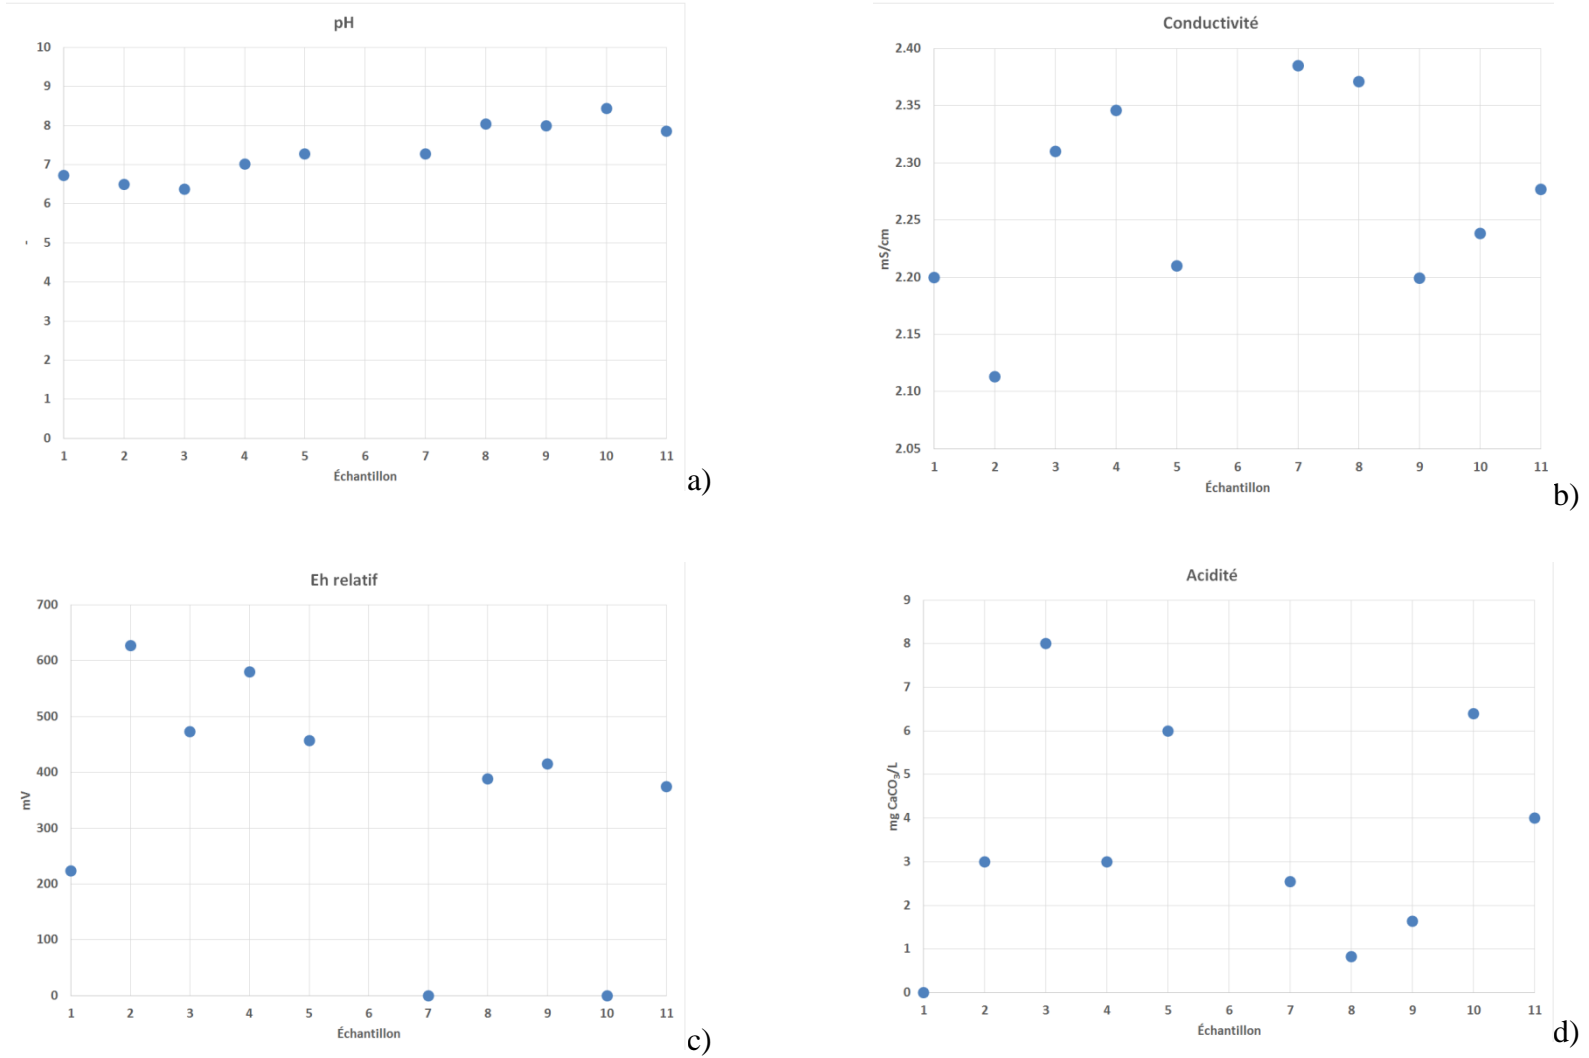 pH
10
9
8
7
6
-
5
4
3
2
1
0
1 2 3 4 5 6 7 8 9 10 11
Échantillon
a)
Conductivité
2.40
2.35
2.30
2.25
mS/cm
2.20
2.15
2.10
2.05
1 2 3 4 5 6 7 8 9 10 11
Échantillon
b)
Eh relatif
700
600
500
400
mV
300
200
100
0
1 2 3 4 5 6 7 8 9 10 11
Échantillon
c)
Acidité
9
8
7
6
5
mg CaCO₃/L
4
3
2
1
0
1 2 3 4 5 6 7 8 9 10 11
Échantillon
d)